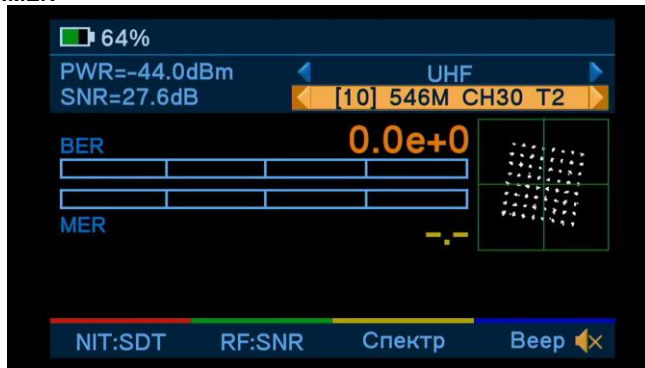 64%
PWR=-44.0dBm
UHF
SNR=27.6dB
[10] 546M CH30 T2
BER
0.0e+0
MER
-.-
NIT:SDT
RF:SNR
Спектр
Beep